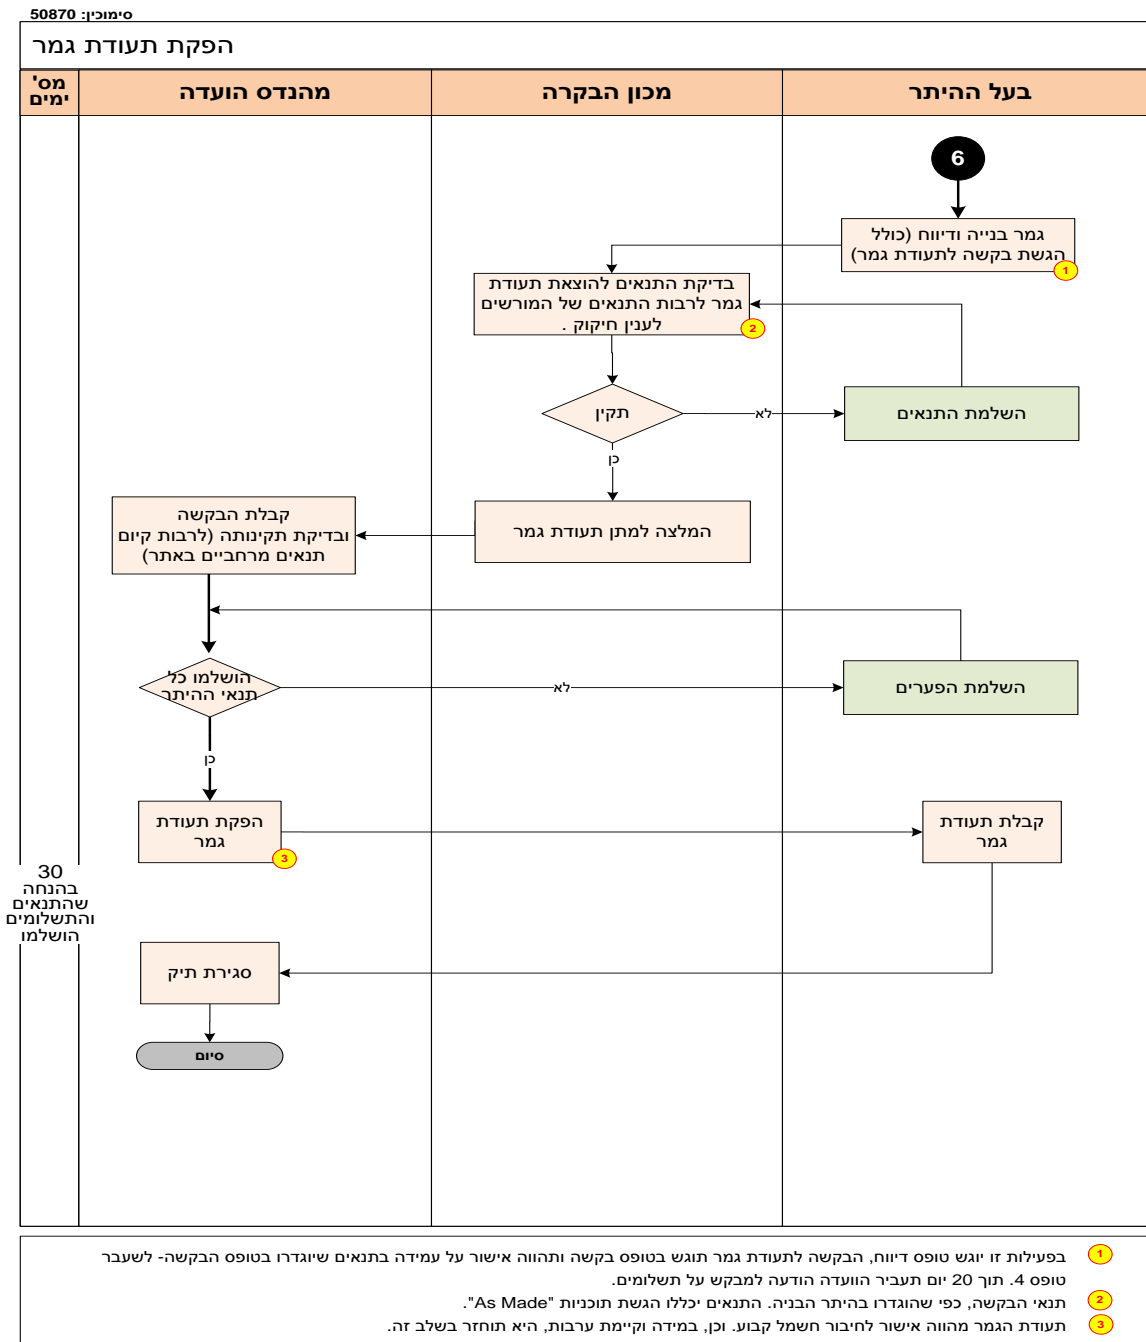 סימוכין: 50870
הפקת תעודת גמר
בעל ההיתר
מכון הבקרה
מהנדס הועדה
מס'
ימים
6
גמר בנייה ודיווח (כולל
הגשת בקשה לתעודת גמר)
1
בדיקת התנאים להוצאת תעודת
גמר לרבות התנאים של המורשים
לענין חיקוק .
2
תקין
לא
השלמת התנאים
כן
המלצה למתן תעודת גמר
קבלת הבקשה
ובדיקת תקינותה (לרבות קיום
תנאים מרחביים באתר)
הושלמו כל
תנאי ההיתר
לא
השלמת הפערים
כן
הפקת תעודת
גמר
3
קבלת תעודת
גמר
30
בהנחה
שהתנאים
והתשלומים
הושלמו
סגירת תיק
סיום
1 בפעילות זו יוגש טופס דיווח, הבקשה לתעודת גמר תוגש בטופס בקשה ותהווה אישור על עמידה בתנאים שיוגדרו בטופס הבקשה- לשעבר
טופס 4. תוך 20 יום תעביר הוועדה הודעה למבקש על תשלומים.
2 תנאי הבקשה, כפי שהוגדרו בהיתר הבניה. התנאים יכללו הגשת תוכניות "As Made".
3 תעודת הגמר מהווה אישור לחיבור חשמל קבוע. וכן, במידה וקיימת ערבות, היא תוחזר בשלב זה.